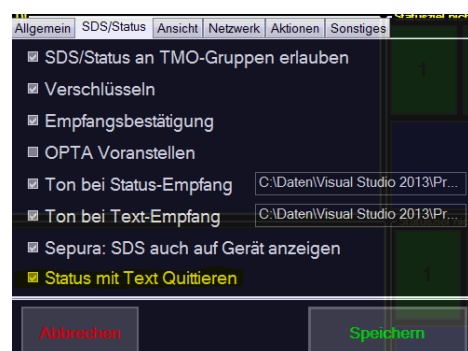 Allgemein SDS/Status Ansicht Netzwerk Aktionen Sonstiges
SDS/Status an TMO-Gruppen erlauben
1
Verschlüsseln
Empfangsbestätigung
OPTA Voranstellen
Ton bei Status-Empfang C:\Daten\Visual Studio 2013\Pr...
Ton bei Text-Empfang C:\Daten\Visual Studio 2013\Pr...
Sepura: SDS auch auf Gerät anzeigen
Status mit Text Quittieren
1
Abbrechen Speichern